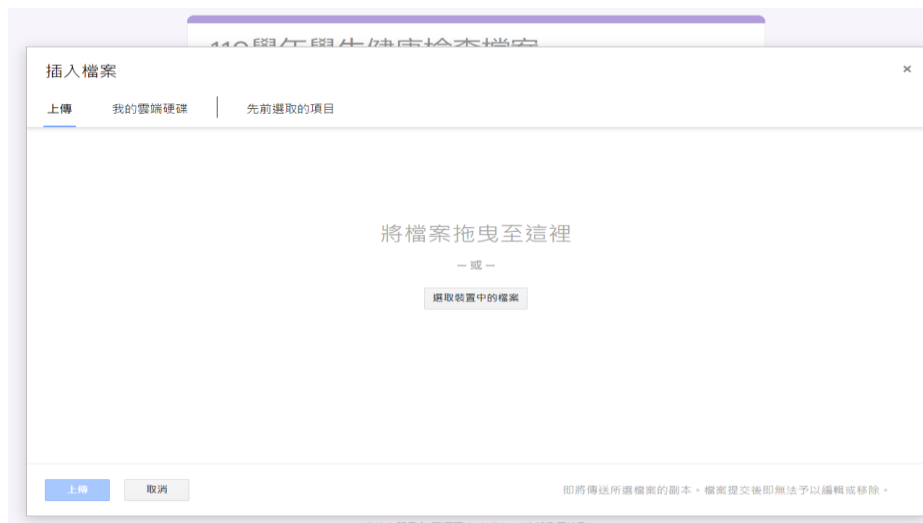 插入檔案
×
上傳 我的雲端硬碟 先前選取的項目
將檔案拖曳至這裡
— 或 —
選取裝置中的檔案
上傳 取消 即將傳送所選檔案的副本。檔案提交後即無法予以編輯或移除。